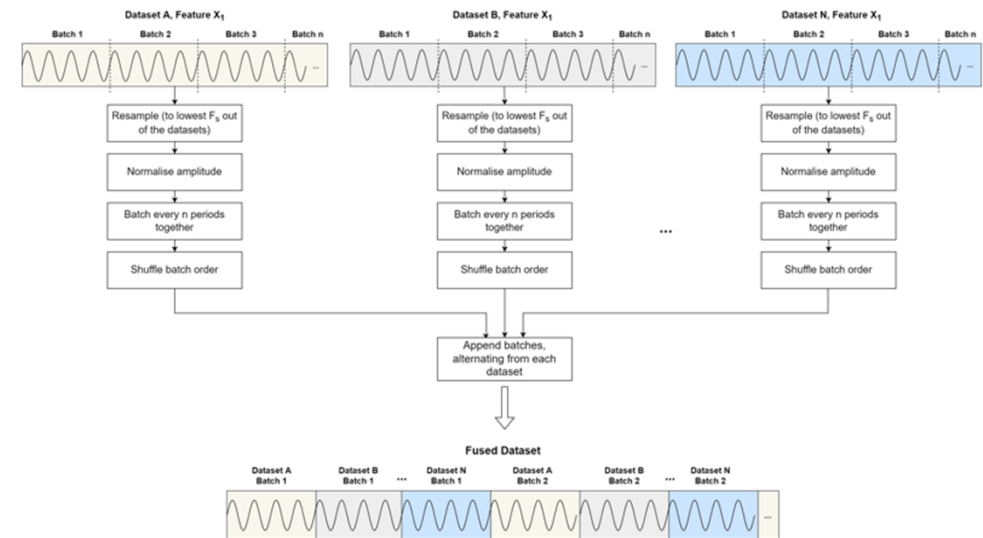 Dataset A, Feature X₁
Batch 1 Batch 2 Batch 3 Batch n
...
Dataset B, Feature X₁
Batch 1 Batch 2 Batch 3 Batch n
...
Dataset N, Feature X₁
Batch 1 Batch 2 Batch 3 Batch n
...
Resample (to lowest Fₛ out
of the datasets)
Normalise amplitude
Batch every n periods
together
Shuffle batch order
Resample (to lowest Fₛ out
of the datasets)
Normalise amplitude
Batch every n periods
together
Shuffle batch order
...
Resample (to lowest Fₛ out
of the datasets)
Normalise amplitude
Batch every n periods
together
Shuffle batch order
Append batches,
alternating from each
dataset
Fused Dataset
Dataset A
Batch 1
Dataset B
Batch 1
...
Dataset N
Batch 1
Dataset A
Batch 2
Dataset B
Batch 2
...
Dataset N
Batch 2
...